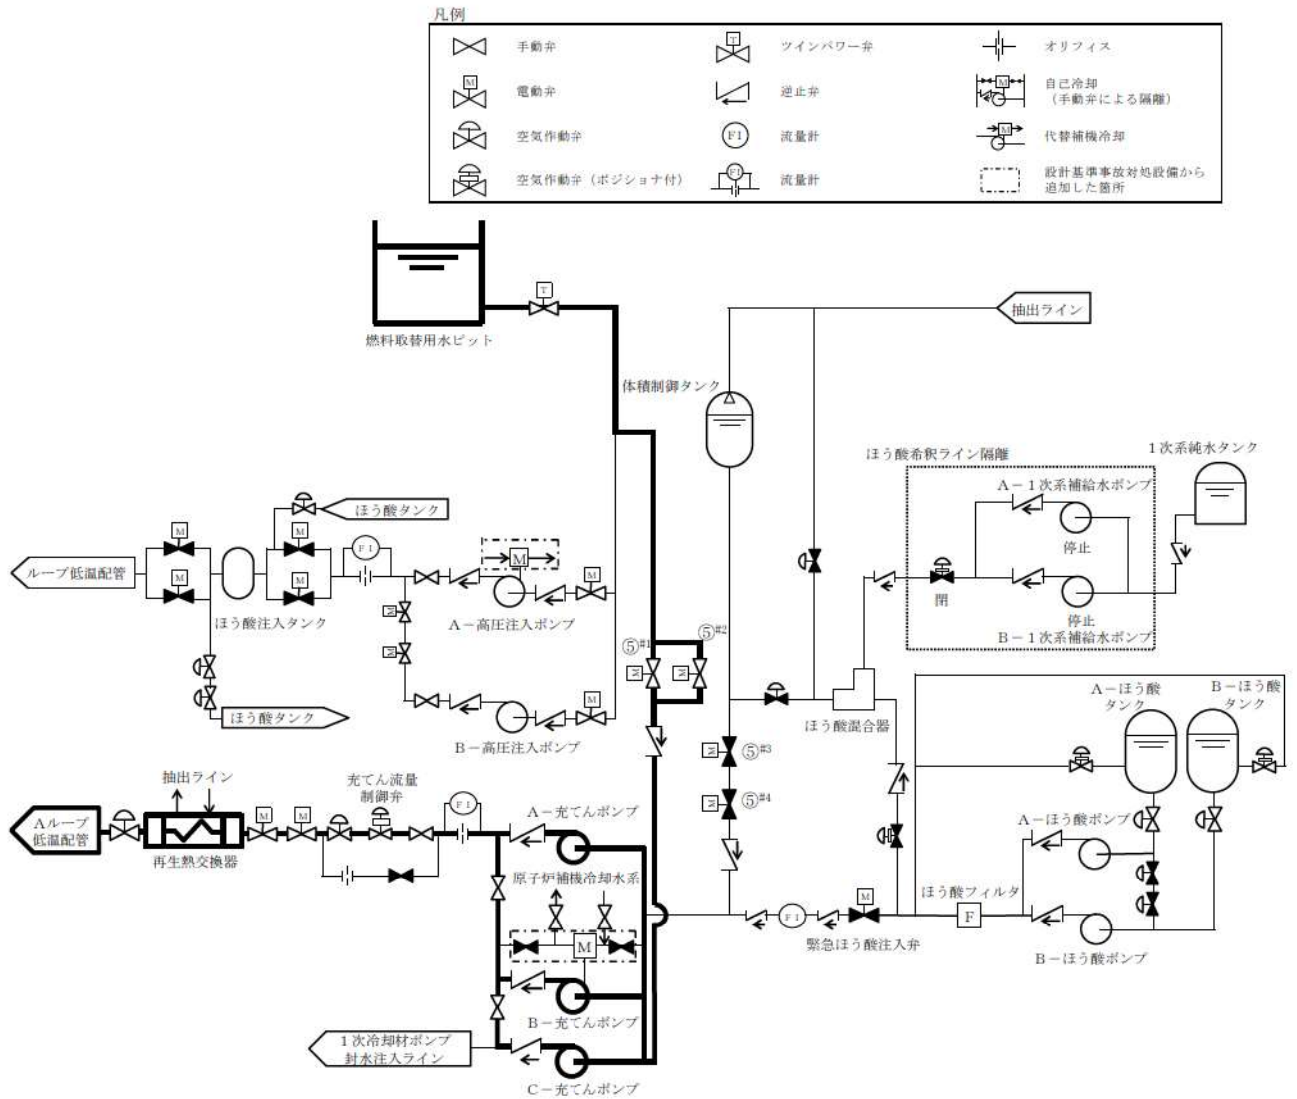 凡例
手動弁
ツインパワー弁
オリフィス
電動弁
逆止弁
自己冷却
(手動弁による隔離)
空気作動弁
流量計
代替補機冷却
空気作動弁(ポジショナ付)
流量計
設計基準事故対処設備から
追加した箇所
T
M
M
FI
M
FI
T
燃料取替用水ピット
抽出ライン
体積制御タンク
ほう酸希釈ライン隔離
1次系純水タンク
A-1次系補給水ポンプ
停止
閉
停止
B-1次系補給水ポンプ
ほう酸タンク
M
M
FI
M
M
ループ低温配管
M
M
ほう酸注入タンク
M
A-高圧注入ポンプ
M
M
M
ほう酸タンク
B-高圧注入ポンプ
⑤#1
⑤#2
M
M
ほう酸混合器
A-ほう酸
タンク
B-ほう酸
タンク
M
⑤#3
M
⑤#4
抽出ライン
充てん流量
制御弁
FI
A-充てんポンプ
M
M
Aループ
低温配管
再生熱交換器
原子炉補機冷却水系
A-ほう酸ポンプ
ほう酸フィルタ
M
FI
F
緊急ほう酸注入弁
B-ほう酸ポンプ
M
B-充てんポンプ
1次冷却材ポンプ
封水注入ライン
C-充てんポンプ